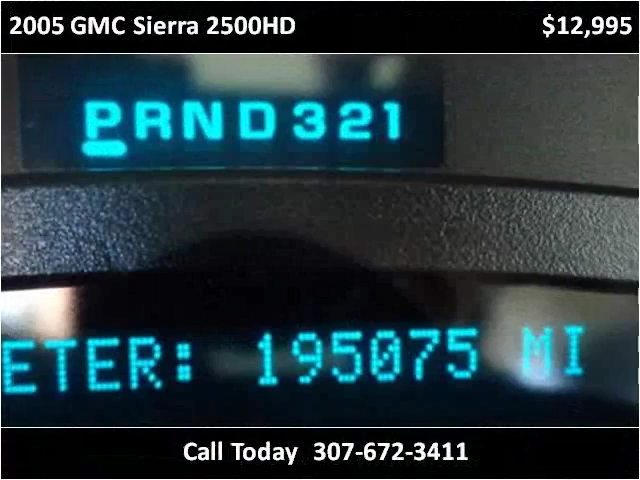 2005 GMC Sierra 2500HD $12,995
PRND321
ETER: 195075 MI
Call Today 307-672-3411